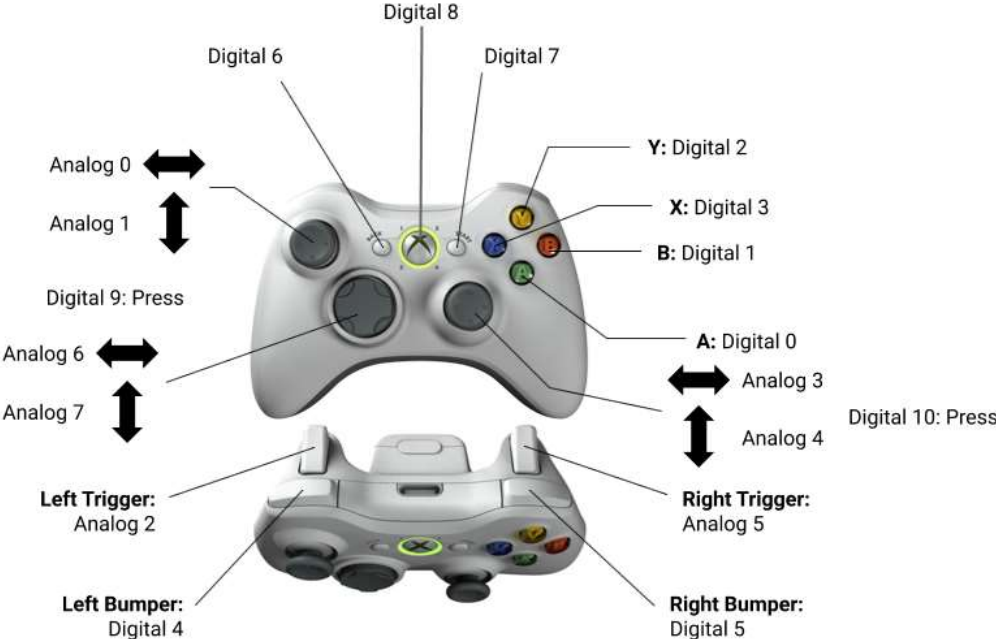 Digital 8
Digital 6
Digital 7
Analog 0
Analog 1
Y: Digital 2
X: Digital 3
B: Digital 1
A: Digital 0
Digital 9: Press
Analog 6
Analog 7
Analog 3
Analog 4
Digital 10: Press
Y
X
B
A
Left Trigger:
Analog 2
Right Trigger:
Analog 5
Left Bumper:
Digital 4
Right Bumper:
Digital 5